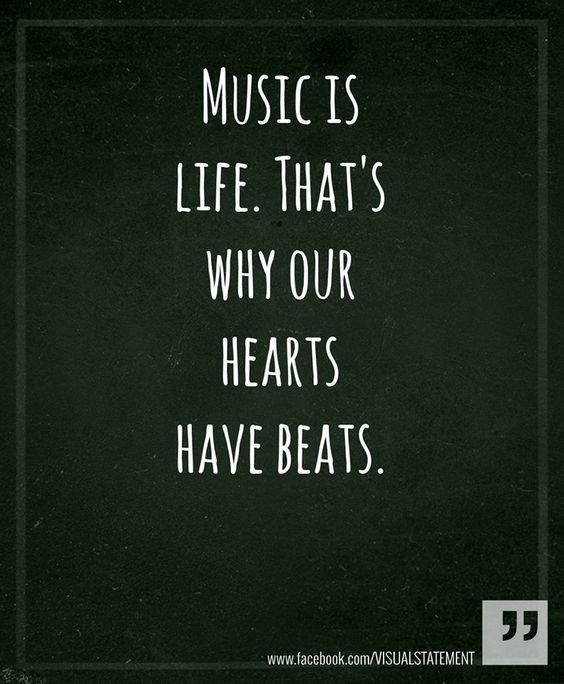 MUSIC IS
LIFE. THAT'S
WHY OUR
HEARTS
HAVE BEATS.
www.facebook.com/VISUALSTATEMENT
”